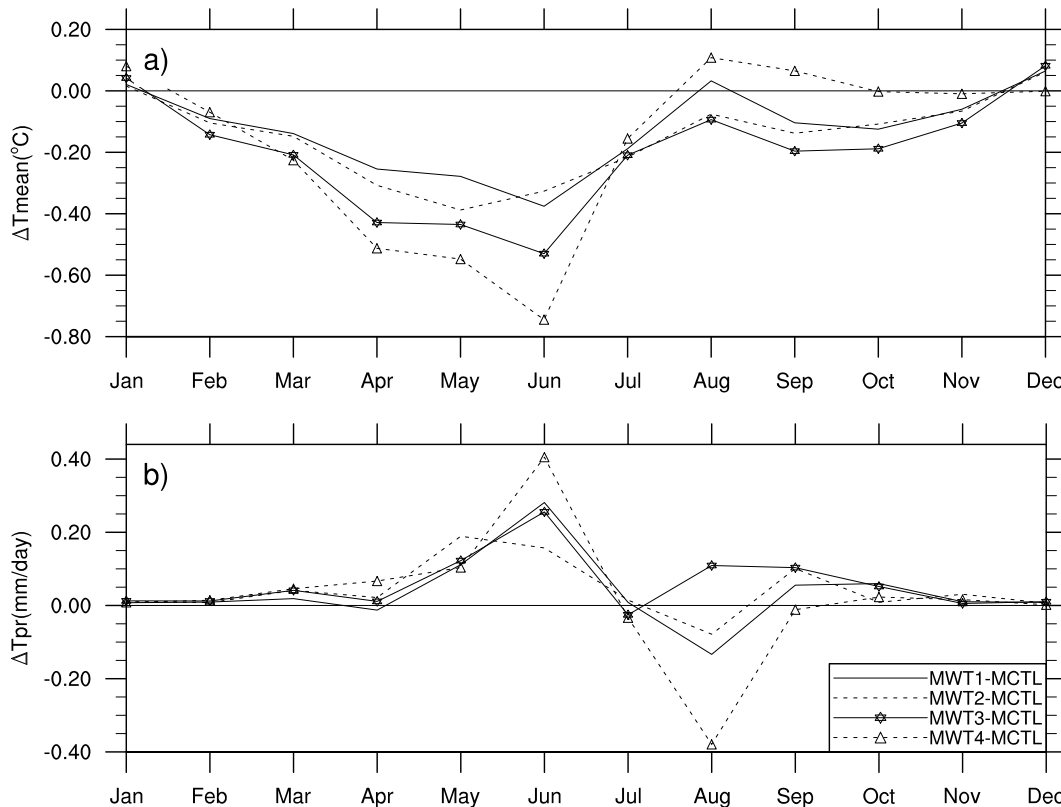 a)
0.20
0.00
-0.20
-0.40
-0.60
-0.80
ΔTmean(°C)
Jan Feb Mar Apr May Jun Jul Aug Sep Oct Nov Dec
b)
0.40
0.20
0.00
-0.20
-0.40
ΔTpr(mm/day)
MWT1-MCTL
MWT2-MCTL
MWT3-MCTL
MWT4-MCTL
Jan Feb Mar Apr May Jun Jul Aug Sep Oct Nov Dec